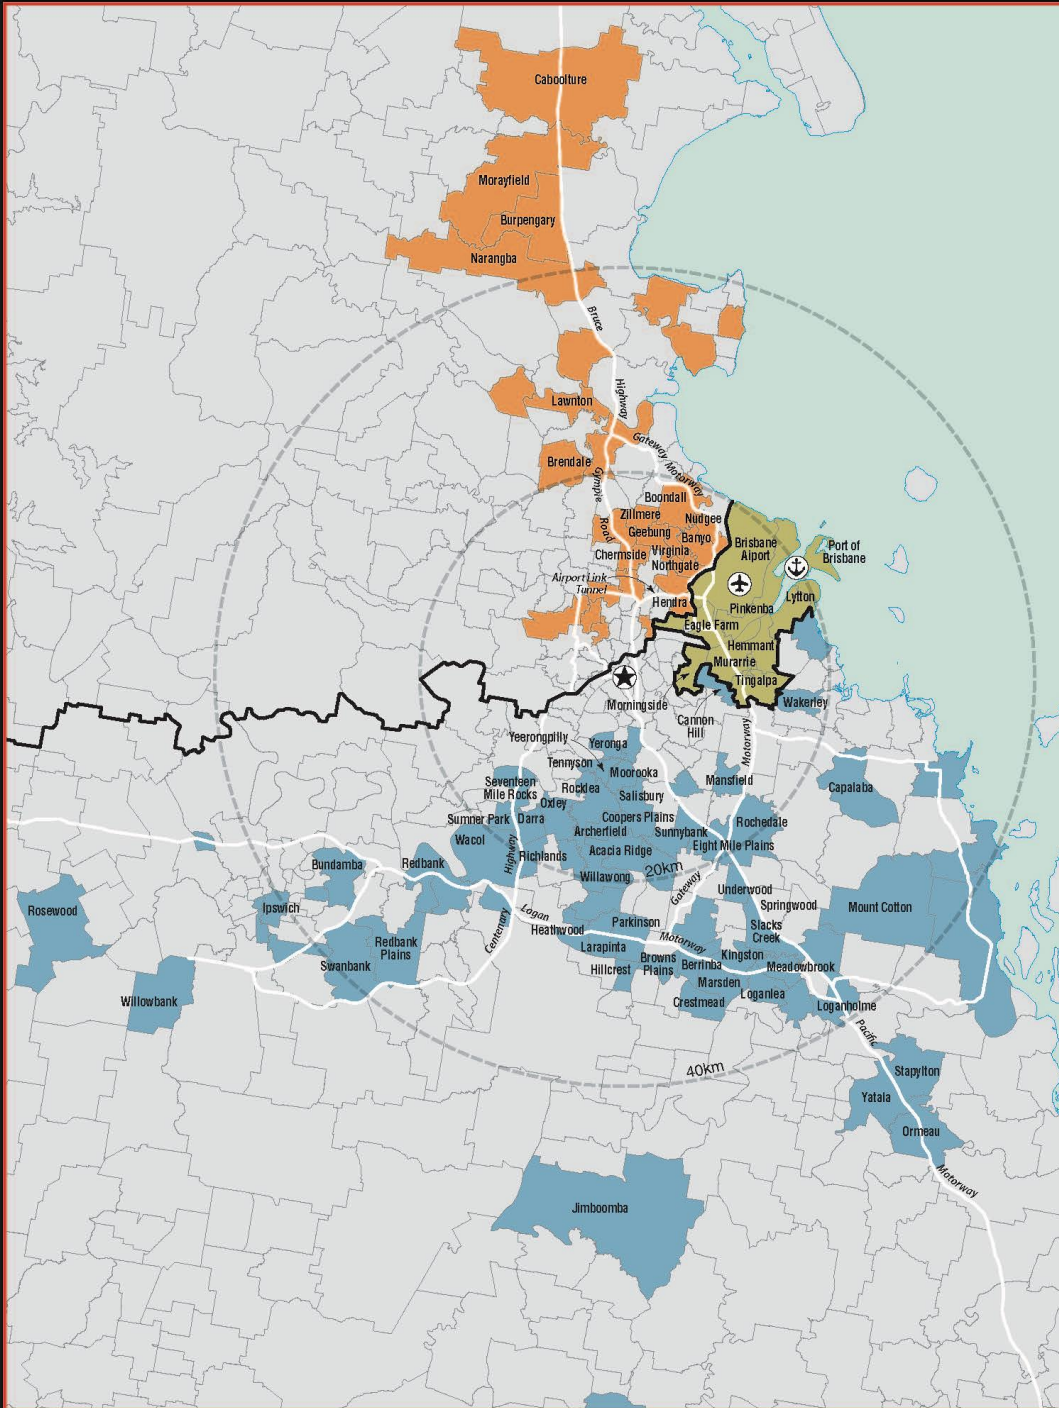 Caboolture
Morayfield
Burpengary
Narangba
Bruce
Highway
Lawnton
Gateway Motorway
Brendale
Gympie
Road
Boondall
Zillmere
Nudgee
Geebung
Banyo
Chermside
Virginia
Northgate
Brisbane
Aiport
Port of
Brisbane
Airport Link
Tunnel
Hendra
Lytton
Pinkenba
Eagle Farm
Hemmant
Murarrie
Tingalpa
Morningside
Wakerley
Cannon
Hill
Motorway
Yeerongpilly
Yeronga
Tennyson
Moorooka
Mansfield
Seventeen
Mile Rocks
Rocklea
Salisbury
Capalaba
Oxley
Sumner Park
Darra
Coopers Plains
Rochedale
Archerfield
Sunnybank
Wacol
Highway
Richlands
Acacia Ridge
Eight Mile Plains
Bundamba
Redbank
20km
Willawong
Gateway
Underwood
Rosewood
Ipswich
Springwood
Mount Cotton
Logan
Centenary
Heathwood
Parkinson
Slacks
Creek
Redbank
Plains
Larapinta
Motorway
Swanbank
Browns
Plains
Kingston
Hillcrest
Berrinba
Meadowbrook
Marsden
Willowbank
Crestmead
Loganlea
Loganholme
Pacific
40km
Stapylton
Yatala
Ormeau
Motorway
Jimboomba